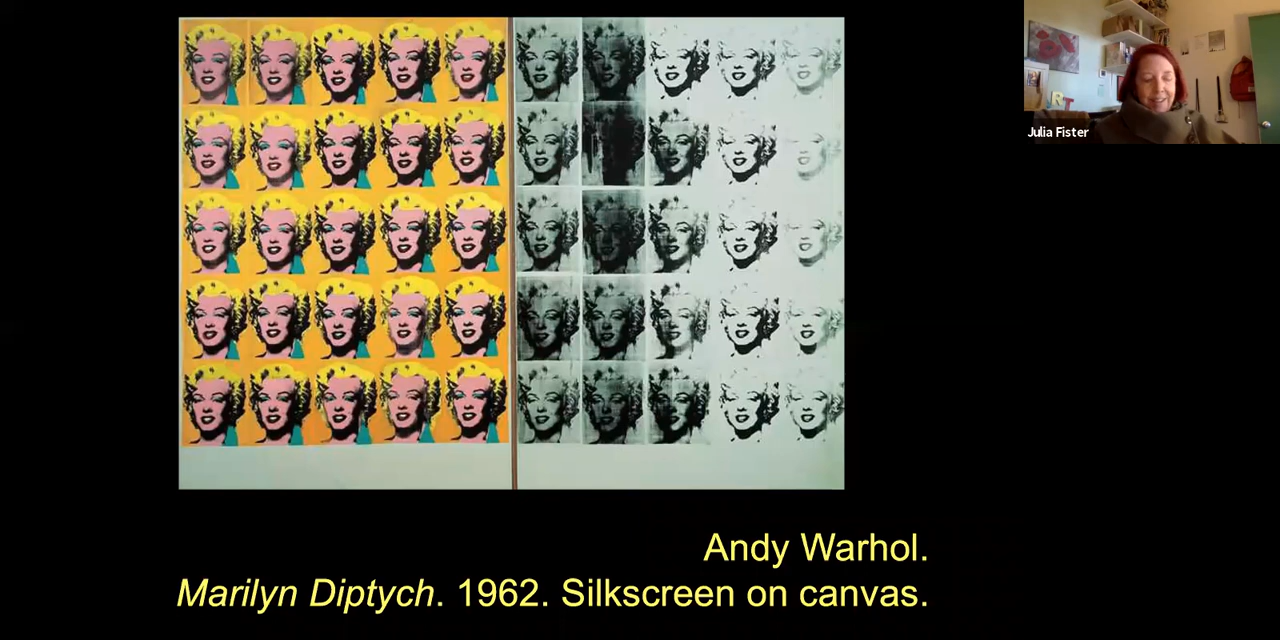 Julia Fister
Andy Warhol.
Marilyn Diptych. 1962. Silkscreen on canvas.